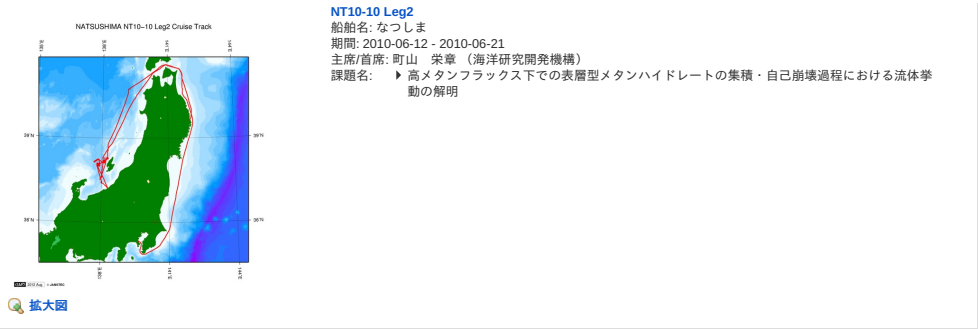 NT10-10 Leg2
船舶名: なつしま
期間: 2010-06-12 - 2010-06-21
主席/首席: 町山 栄章 （海洋研究開発機構）
課題名: 高メタンフラックス下での表層型メタンハイドレートの集積・自己崩壊過程における流体挙
動の解明
NATSUSHIMA NT10-10 Leg2 Cruise Track
拡大図